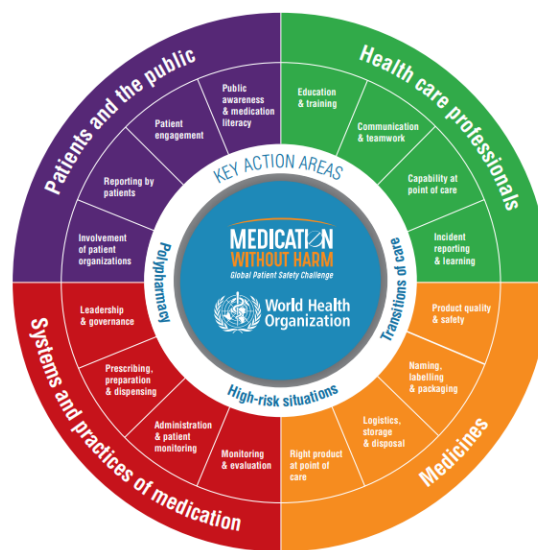 Patients and the public
Public
awareness
& medication
literacy
Patient
engagement
Reporting by
patients
Involvement
of patient
organizations
Health care professionals
Education
& training
Communication
& teamwork
Capability at
point of care
Incident
reporting
& learning
KEY ACTION AREAS
Polypharmacy
Transitions of care
High-risk situations
MEDICATION
WITHOUT HARM
Global Patient Safety Challenge
World Health
Organization
Systems and practices of medication
Leadership
& governance
Prescribing,
preparation
& dispensing
Administration
& patient
monitoring
Monitoring
& evaluation
Medicines
Product quality
& safety
Naming,
labelling
& packaging
Logistics,
storage
& disposal
Right product
at point of
care